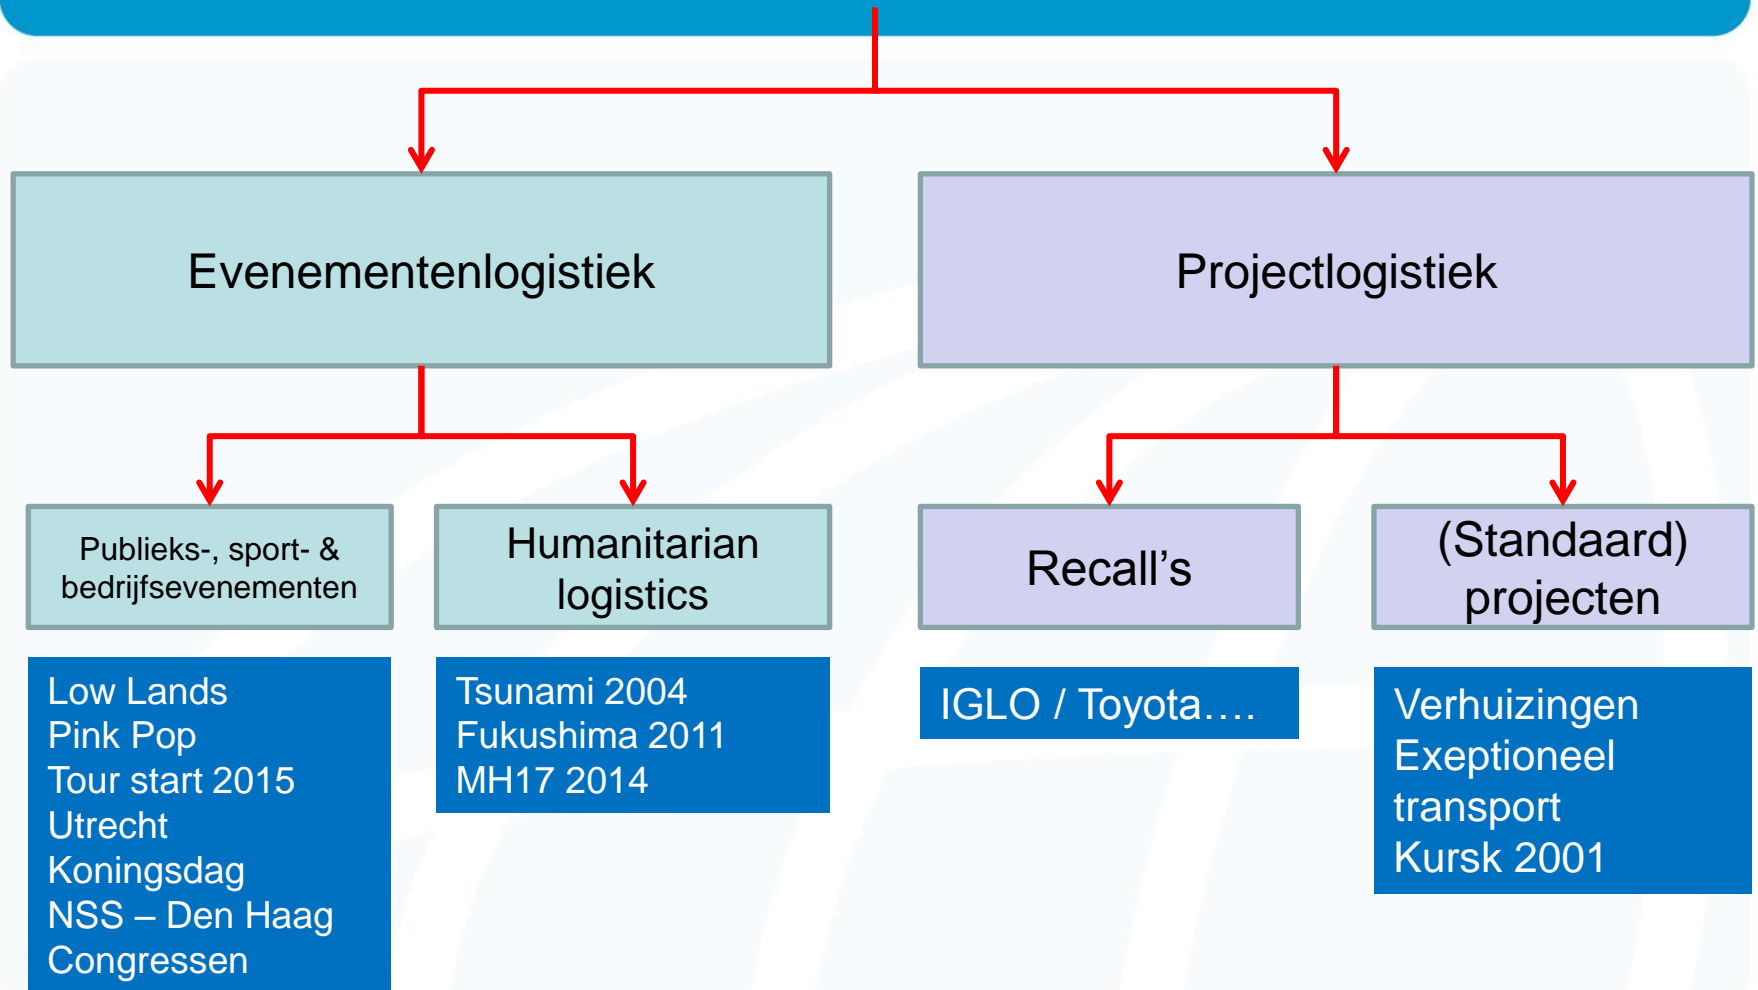 Evenementenlogistiek
Projectlogistiek
Publieks-, sport- &
bedrijfsevenementen
Humanitarian
logistics
Recall’s
(Standaard)
projecten
Low Lands
Pink Pop
Tour start 2015
Utrecht
Koningsdag
NSS – Den Haag
Congressen
Tsunami 2004
Fukushima 2011
MH17 2014
IGLO / Toyota….
Verhuizingen
Exeptioneel
transport
Kursk 2001